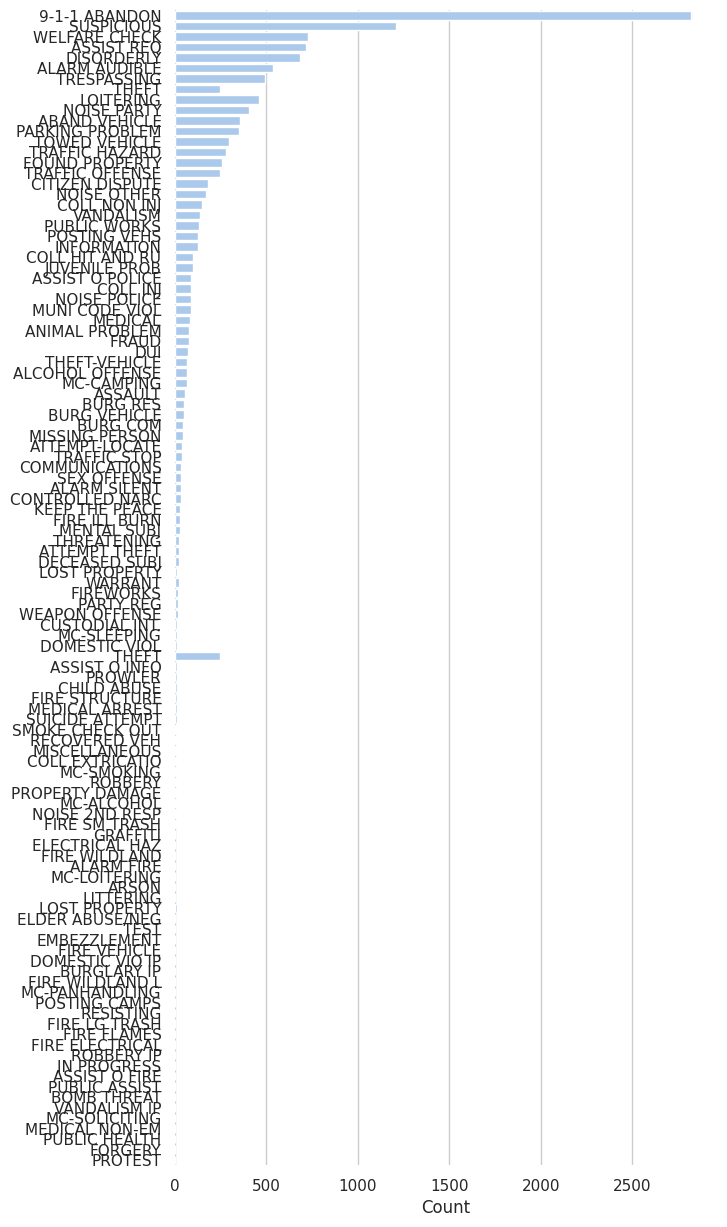 9-1-1 ABANDON
SUSPICIOUS
WELFARE CHECK
ASSIST REQ
DISORDERLY
ALARM AUDIBLE
TRESPASSING
THEFT
LOITERING
NOISE PARTY
ABAND VEHICLE
PARKING PROBLEM
TOWED VEHICLE
TRAFFIC HAZARD
FOUND PROPERTY
TRAFFIC OFFENSE
CITIZEN DISPUTE
NOISE OTHER
COLL NON INJ
VANDALISM
PUBLIC WORKS
POSTING VEHS
INFORMATION
COLL HIT AND RU
JUVENILE PROB
ASSIST O POLICE
COLL INJ
NOISE POLICE
MUNI CODE VIOL
MEDICAL
ANIMAL PROBLEM
FRAUD
DUI
THEFT-VEHICLE
ALCOHOL OFFENSE
MC-CAMPING
ASSAULT
BURG RES
BURG VEHICLE
BURG COM
MISSING PERSON
ATTEMPT-LOCATE
TRAFFIC STOP
COMMUNICATIONS
SEX OFFENSE
ALARM SILENT
CONTROLLED NARC
KEEP THE PEACE
FIRE ILL BURN
MENTAL SUBJ
THREATENING
ATTEMPT THEFT
DECEASED SUBJ
LOST PROPERTY
WARRANT
FIREWORKS
PARTY REG
WEAPON OFFENSE
CUSTODIAL INT.
MC-SLEEPING
DOMESTIC VIOL
THEFT
ASSIST O INFO
PROWLER
CHILD ABUSE
FIRE STRUCTURE
MEDICAL ARREST
SUICIDE ATTEMPT
SMOKE CHECK OUT
RECOVERED VEH
MISCELLANEOUS
COLL EXTRICATIO
MC-SMOKING
ROBBERY
PROPERTY DAMAGE
MC-ALCOHOL
NOISE 2ND RESP
FIRE SM TRASH
GRAFFITI
ELECTRICAL HAZ
FIRE WILDLAND
ALARM FIRE
MC-LOITERING
ARSON
LITTERING
LOST PROPERTY
ELDER ABUSE/NEG
TEST
EMBEZZLEMENT
FIRE VEHICLE
DOMESTIC VIO IP
BURGLARY IP
FIRE WILDLAND L
MC-PANHANDLING
POSTING CAMPS
RESISTING
FIRE LG TRASH
FIRE FLAMES
FIRE ELECTRICAL
ROBBERY IP
IN PROGRESS
ASSIST O FIRE
PUBLIC ASSIST
BOMB THREAT
VANDALISM IP
MC-SOLICITING
MEDICAL NON-EM
PUBLIC HEALTH
FORGERY
PROTEST
0 500 1000 1500 2000 2500
Count